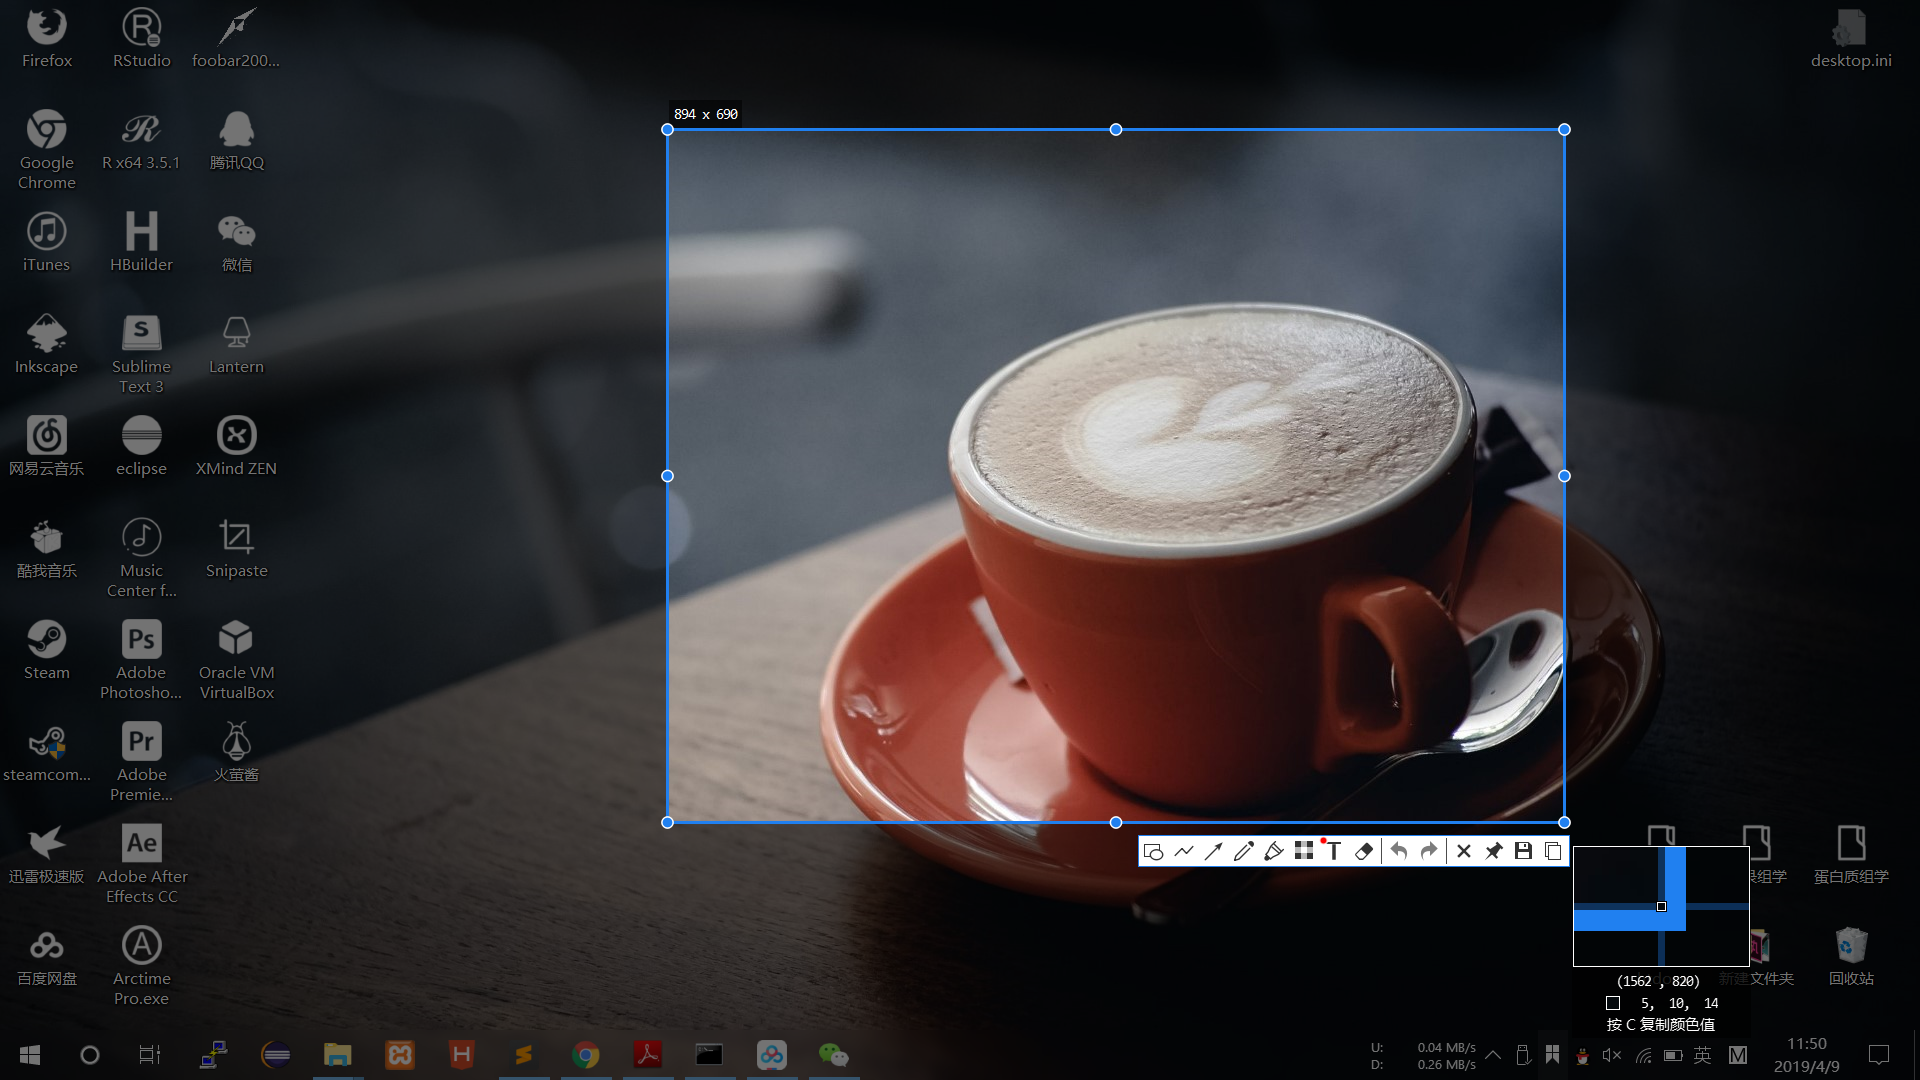 Firefox
RStudio
foobar200...
desktop.ini
894 x 690
Google
Chrome
R x64 3.5.1
腾讯QQ
iTunes
HBuilder
微信
Inkscape
Sublime
Text 3
Lantern
网易云音乐
eclipse
XMind ZEN
酷我音乐
Music
Center f...
Snipaste
Steam
Adobe
Photosho...
Oracle VM
VirtualBox
steamcom...
Adobe
Premie...
火萤酱
迅雷极速版
Adobe After
Effects CC
组学
蛋白质组学
百度网盘
Arctime
Pro.exe
新建文件夹
回收站
(1562 , 820)
5, 10, 14
按 C 复制颜色值
U: 0.04 MB/s
D: 0.26 MB/s
英
M
11:50
2019/4/9